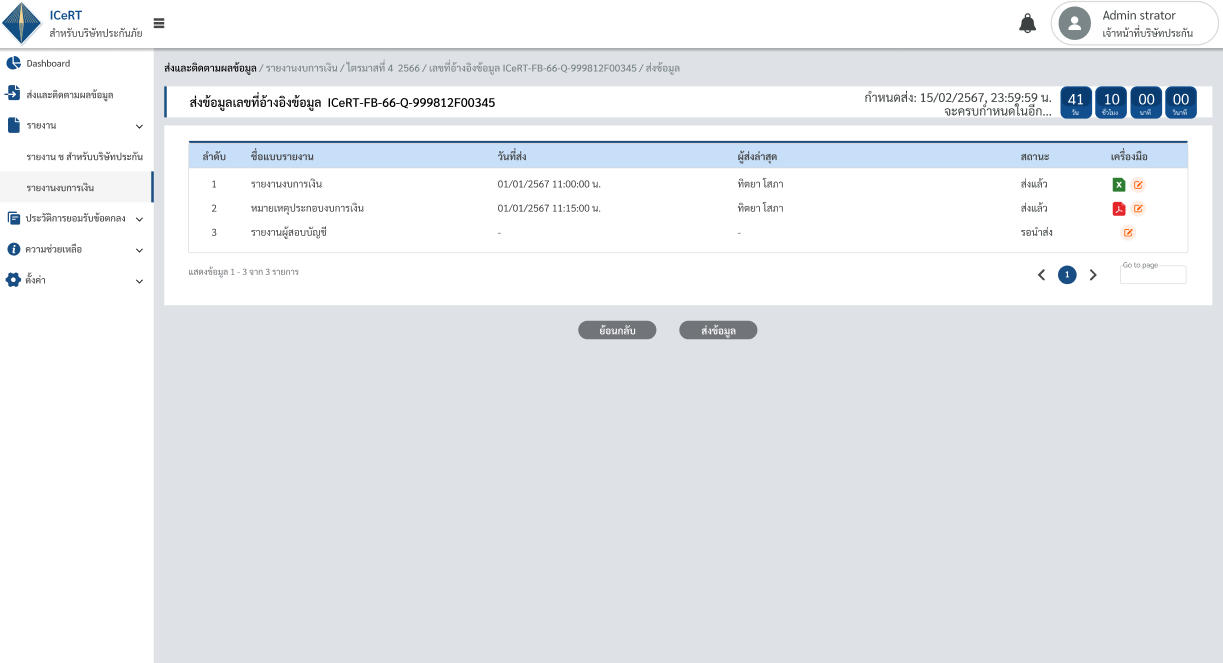 ICeRT
สำหรับบริษัทประกันภัย
Admin strator
เจ้าหน้าที่บริษัทประกัน
Dashboard
ส่งและติดตามผลข้อมูล
รายงาน
รายงาน ช สำหรับบริษัทประกัน
รายงานงบการเงิน
ประวัติการยอมรับข้อตกลง
ความช่วยเหลือ
ตั้งค่า
ส่งและติดตามผลข้อมูล / รายงานงบการเงิน / ไตรมาสที่ 4 2566 / เลขที่อ้างอิงข้อมูล ICeRT-FB-66-Q-999812F00345 / ส่งข้อมูล
ส่งข้อมูลเลขที่อ้างอิงข้อมูล ICeRT-FB-66-Q-999812F00345
กำหนดส่ง: 15/02/2567, 23:59:59 น.
จะครบกำหนดในอีก...
41 10 00 00
วัน ชั่วโมง นาที วินาที
ลำดับ ชื่อแบบรายงาน วันที่ส่ง ผู้ส่งล่าสุด สถานะ เครื่องมือ
1 รายงานงบการเงิน 01/01/2567 11:00:00 น. ทิตยา โสภา ส่งแล้ว
2 หมายเหตุประกอบงบการเงิน 01/01/2567 11:15:00 น. ทิตยา โสภา ส่งแล้ว
3 รายงานผู้สอบบัญชี - - รอนำส่ง
แสดงข้อมูล 1 - 3 จาก 3 รายการ
1
Go to page
ย้อนกลับ ส่งข้อมูล